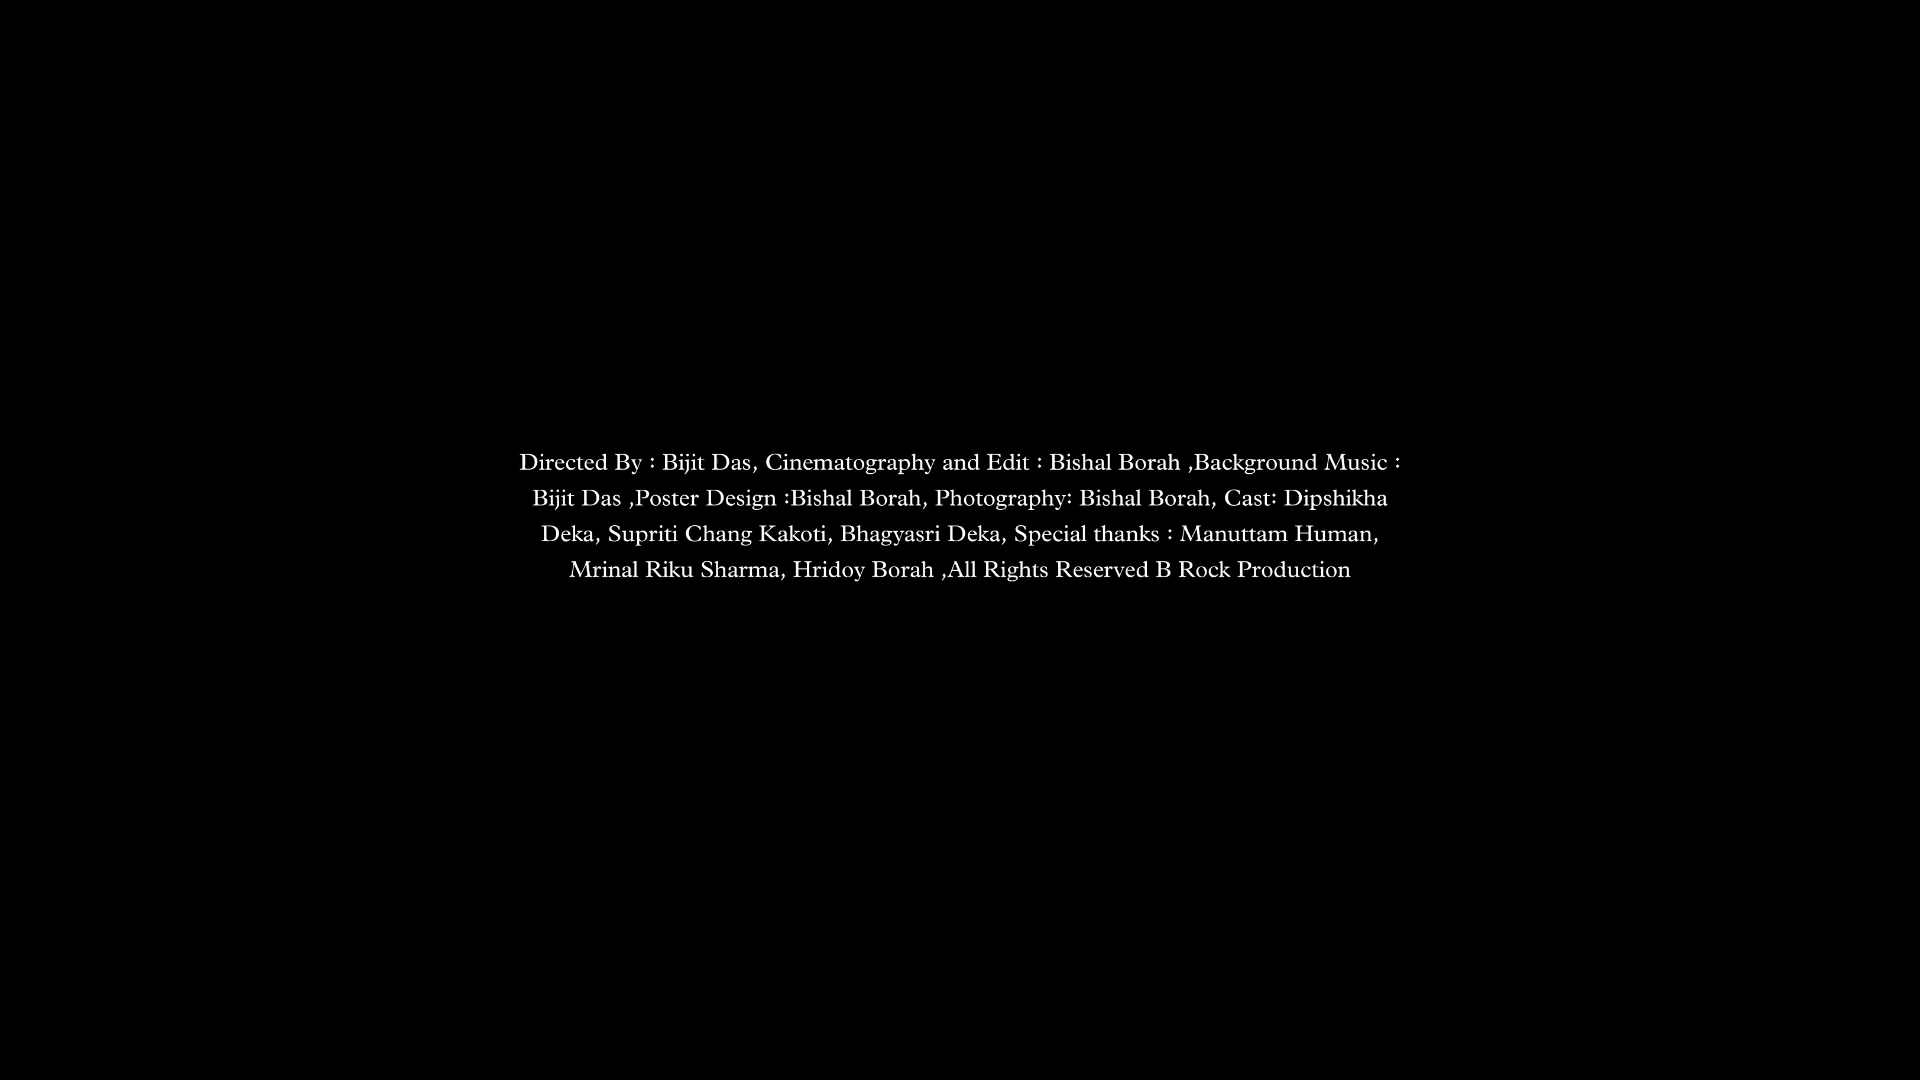 Directed By : Bijit Das, Cinematography and Edit : Bishal Borah ,Background Music :
Bijit Das ,Poster Design :Bishal Borah, Photography: Bishal Borah, Cast: Dipshikha
Deka, Supriti Chang Kakoti, Bhagyasri Deka, Special thanks : Manuttam Human,
Mrinal Riku Sharma, Hridoy Borah ,All Rights Reserved B Rock Production